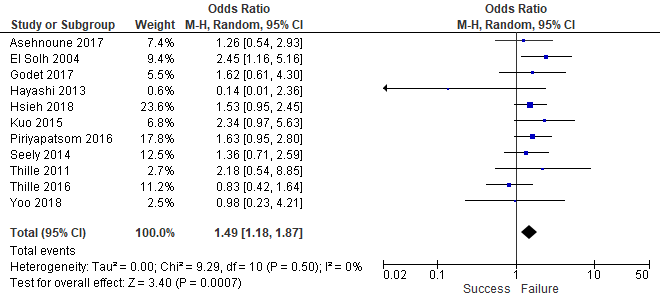 Odds Ratio Odds Ratio
Study or Subgroup Weight M-H, Random, 95% CI M-H, Random, 95% CI
Asehnoune 2017 7.4% 1.26 [0.54, 2.93]
El Solh 2004 9.4% 2.45 [1.16, 5.16]
Godet 2017 5.5% 1.62 [0.61, 4.30]
Hayashi 2013 0.6% 0.14 [0.01, 2.36]
Hsieh 2018 23.6% 1.53 [0.95, 2.45]
Kuo 2015 6.8% 2.34 [0.97, 5.63]
Piriyapatsom 2016 17.8% 1.63 [0.95, 2.80]
Seely 2014 12.5% 1.36 [0.71, 2.59]
Thille 2011 2.7% 2.18 [0.54, 8.85]
Thille 2016 11.2% 0.83 [0.42, 1.64]
Yoo 2018 2.5% 0.98 [0.23, 4.21]
Total (95% CI) 100.0% 1.49 [1.18, 1.87]
Total events
Heterogeneity: Tau² = 0.00; Chi² = 9.29, df = 10 (P = 0.50); I² = 0%
Test for overall effect: Z = 3.40 (P = 0.0007)
0.02 0.1 1 10 50
Success Failure